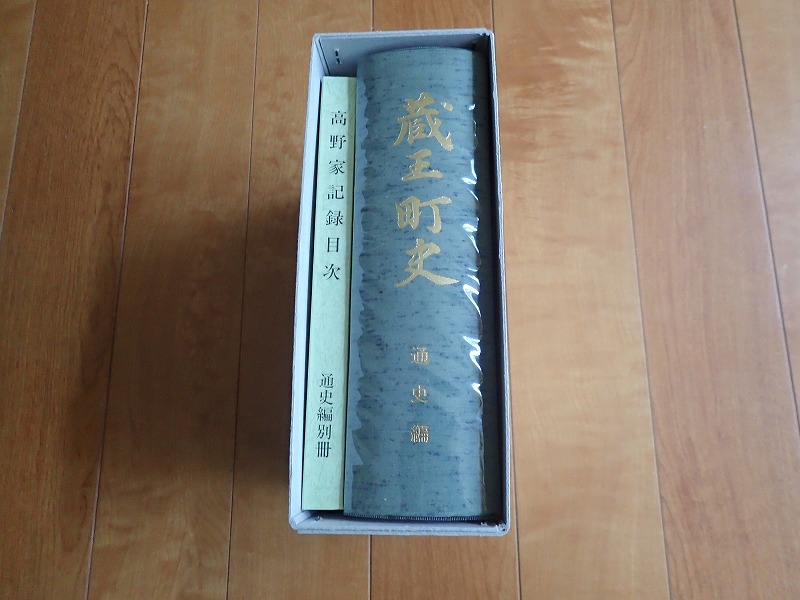 蔵王町史
通史編
高野家記録目次
通史編別冊